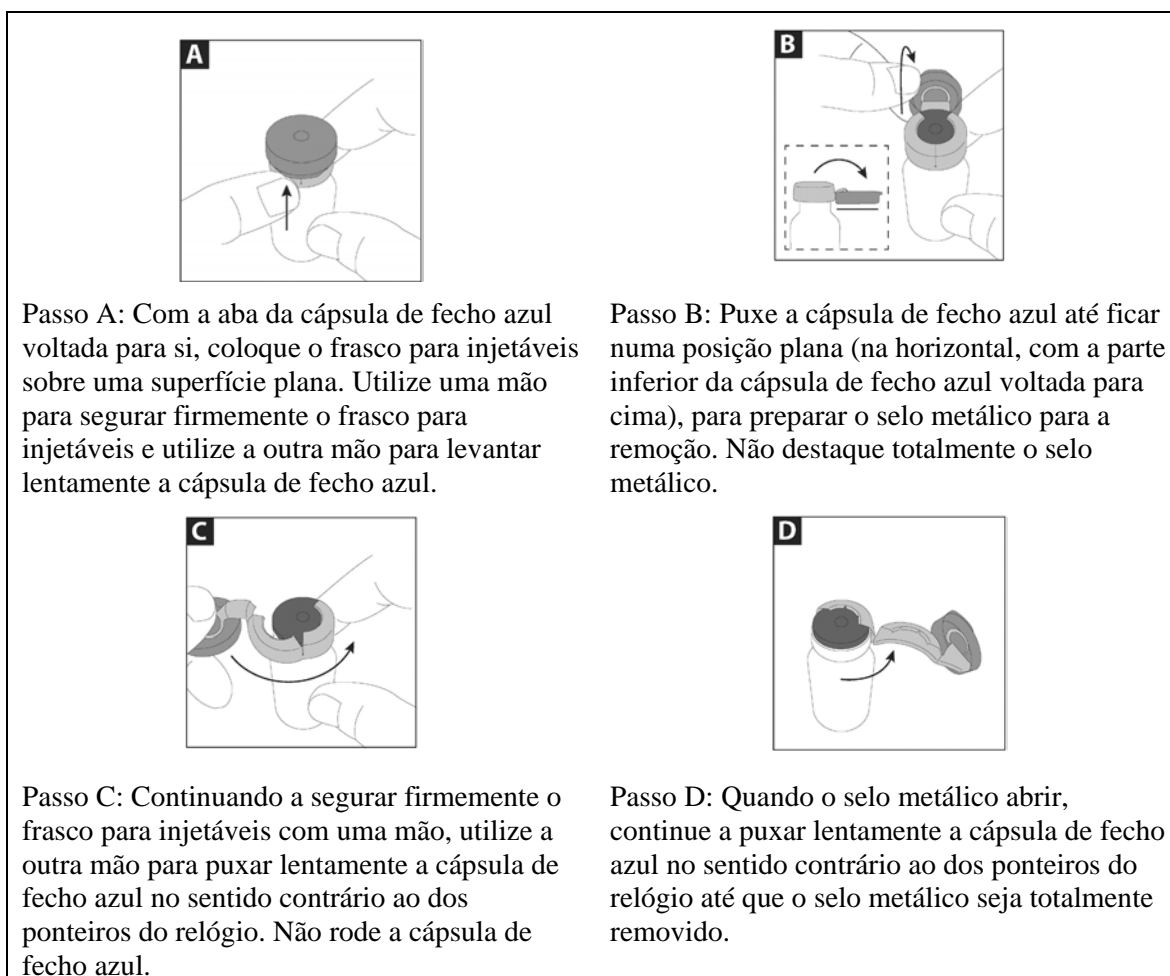 A
B
Passo A: Com a aba da cápsula de fecho azul
voltada para si, coloque o frasco para injetáveis
sobre uma superfície plana. Utilize uma mão
para segurar firmemente o frasco para
injetáveis e utilize a outra mão para levantar
lentamente a cápsula de fecho azul.
Passo B: Puxe a cápsula de fecho azul até ficar
numa posição plana (na horizontal, com a parte
inferior da cápsula de fecho azul voltada para
cima), para preparar o selo metálico para a
remoção. Não destaque totalmente o selo
metálico.
C
D
Passo C: Continuando a segurar firmemente o
frasco para injetáveis com uma mão, utilize a
outra mão para puxar lentamente a cápsula de
fecho azul no sentido contrário ao dos
ponteiros do relógio. Não rode a cápsula de
fecho azul.
Passo D: Quando o selo metálico abrir,
continue a puxar lentamente a cápsula de fecho
azul no sentido contrário ao dos ponteiros do
relógio até que o selo metálico seja totalmente
removido.